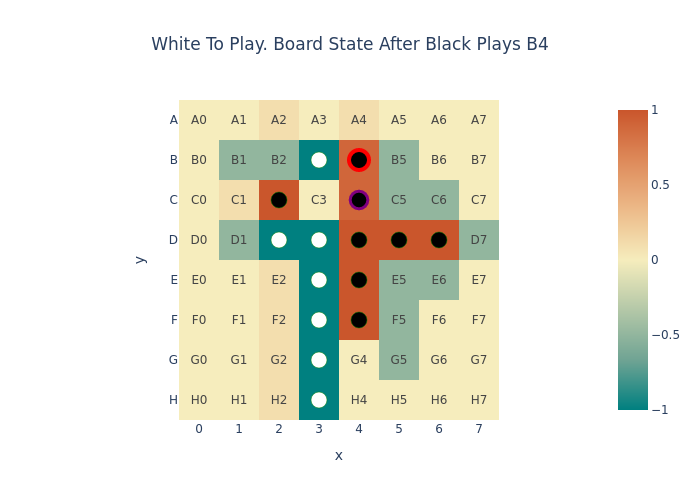 White To Play. Board State After Black Plays B4
A A0 A1 A2 A3 A4 A5 A6 A7
B B0 B1 B2 B5 B6 B7
C C0 C1 C3 C5 C6 C7
D D0 D1 D7
E E0 E1 E2 E5 E6 E7
F F0 F1 F2 F5 F6 F7
G G0 G1 G2 G4 G5 G6 G7
H H0 H1 H2 H4 H5 H6 H7
0 1 2 3 4 5 6 7
x
y
1
0.5
0
−0.5
−1